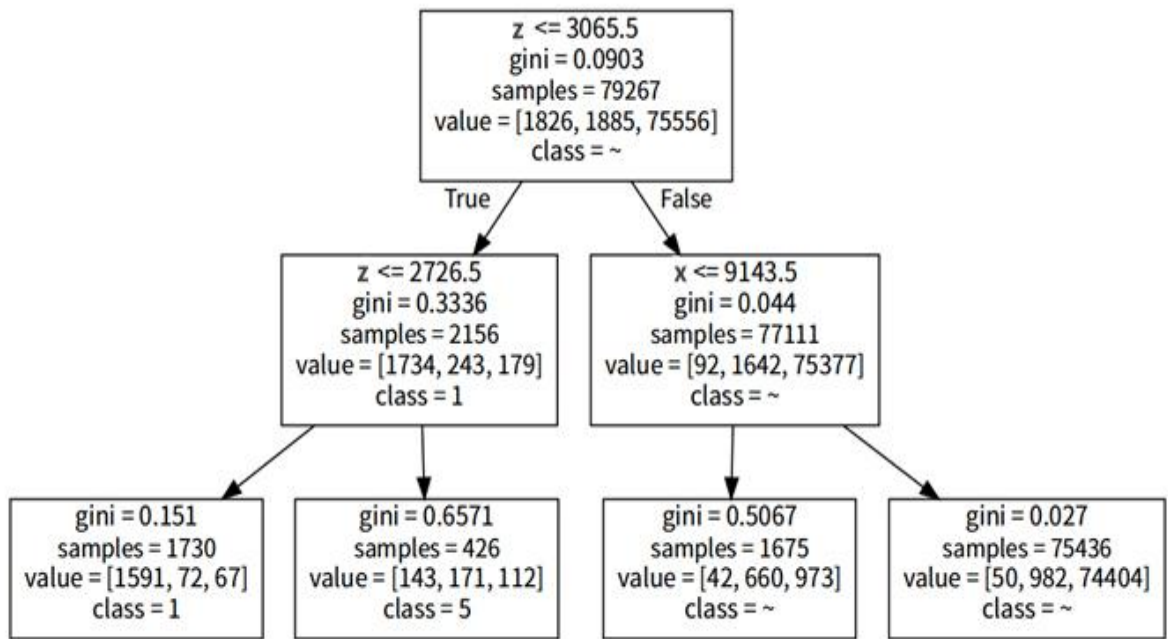 z <= 3065.5
gini = 0.0903
samples = 79267
value = [1826, 1885, 75556]
class = ~
True
False
z <= 2726.5
gini = 0.3336
samples = 2156
value = [1734, 243, 179]
class = 1
x <= 9143.5
gini = 0.044
samples = 77111
value = [92, 1642, 75377]
class = ~
gini = 0.151
samples = 1730
value = [1591, 72, 67]
class = 1
gini = 0.6571
samples = 426
value = [143, 171, 112]
class = 5
gini = 0.5067
samples = 1675
value = [42, 660, 973]
class = ~
gini = 0.027
samples = 75436
value = [50, 982, 74404]
class = ~